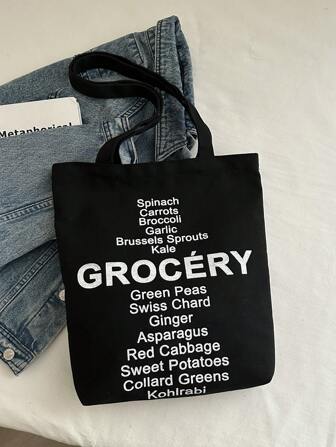 Metaphorical
Spinach
Carrots
Broccoli
Garlic
Brussels Sprouts
Kale
GROCÉRY
Green Peas
Swiss Chard
Ginger
Asparagus
Red Cabbage
Sweet Potatoes
Collard Greens
Kohlrabi